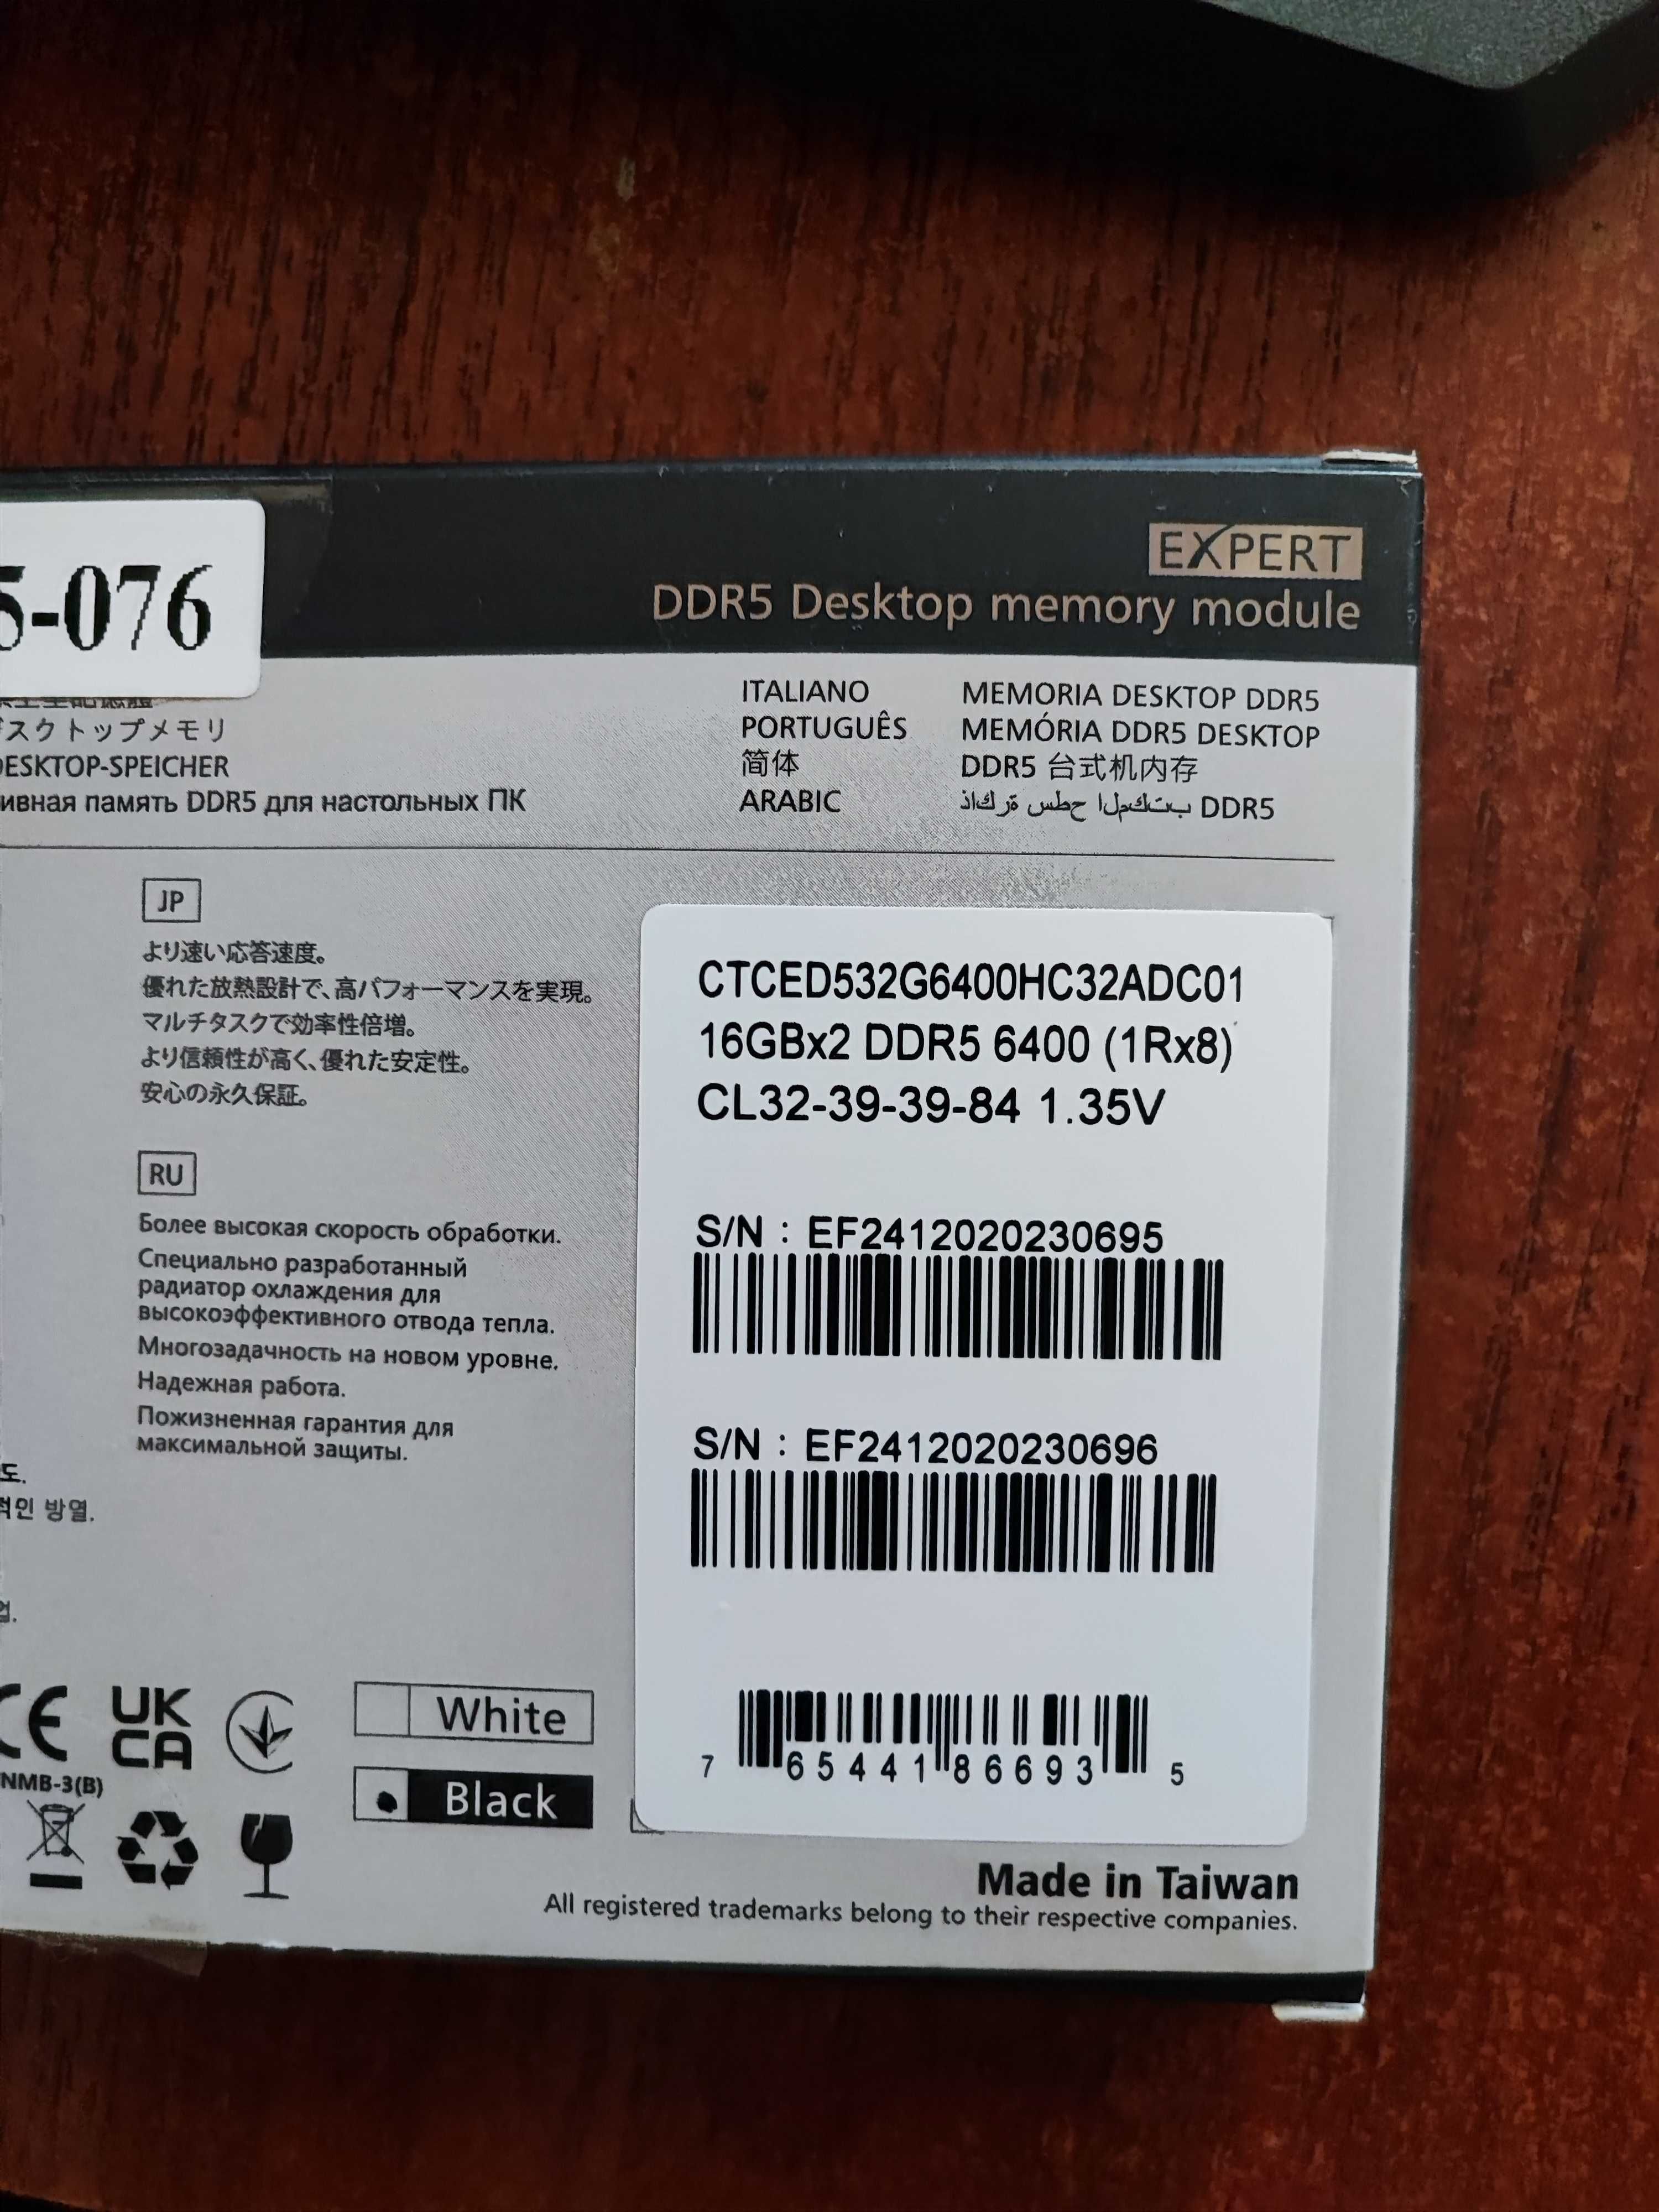 5-076
EXPERT
DDR5 Desktop memory module
スクトップメモリ
DESKTOP-SPEICHER
ивная память DDR5 для настольных ПК
ITALIANO MEMORIA DESKTOP DDR5
PORTUGUÊS MEMÓRIA DDR5 DESKTOP
简体 DDR5 台式机内存
ARABIC ذاكرة سطح المكتب DDR5
JP
より速い応答速度。
優れた放熱設計で、高パフォーマンスを実現。
マルチタスクで効率性倍増。
より信頼性が高く、優れた安定性。
安心の永久保証。
RU
Более высокая скорость обработки.
Специально разработанный
радиатор охлаждения для
высокоэффективного отвода тепла.
Многозадачность на новом уровне.
Надежная работа.
Пожизненная гарантия для
максимальной защиты.
도.
적인 방열.
업.
CTCED532G6400HC32ADC01
16GBx2 DDR5 6400 (1Rx8)
CL32-39-39-84 1.35V
S/N : EF2412020230695
S/N : EF2412020230696
7 65441 86693 5
CE
UK
CA
NMB-3(B)
White
Black
Made in Taiwan
All registered trademarks belong to their respective companies.